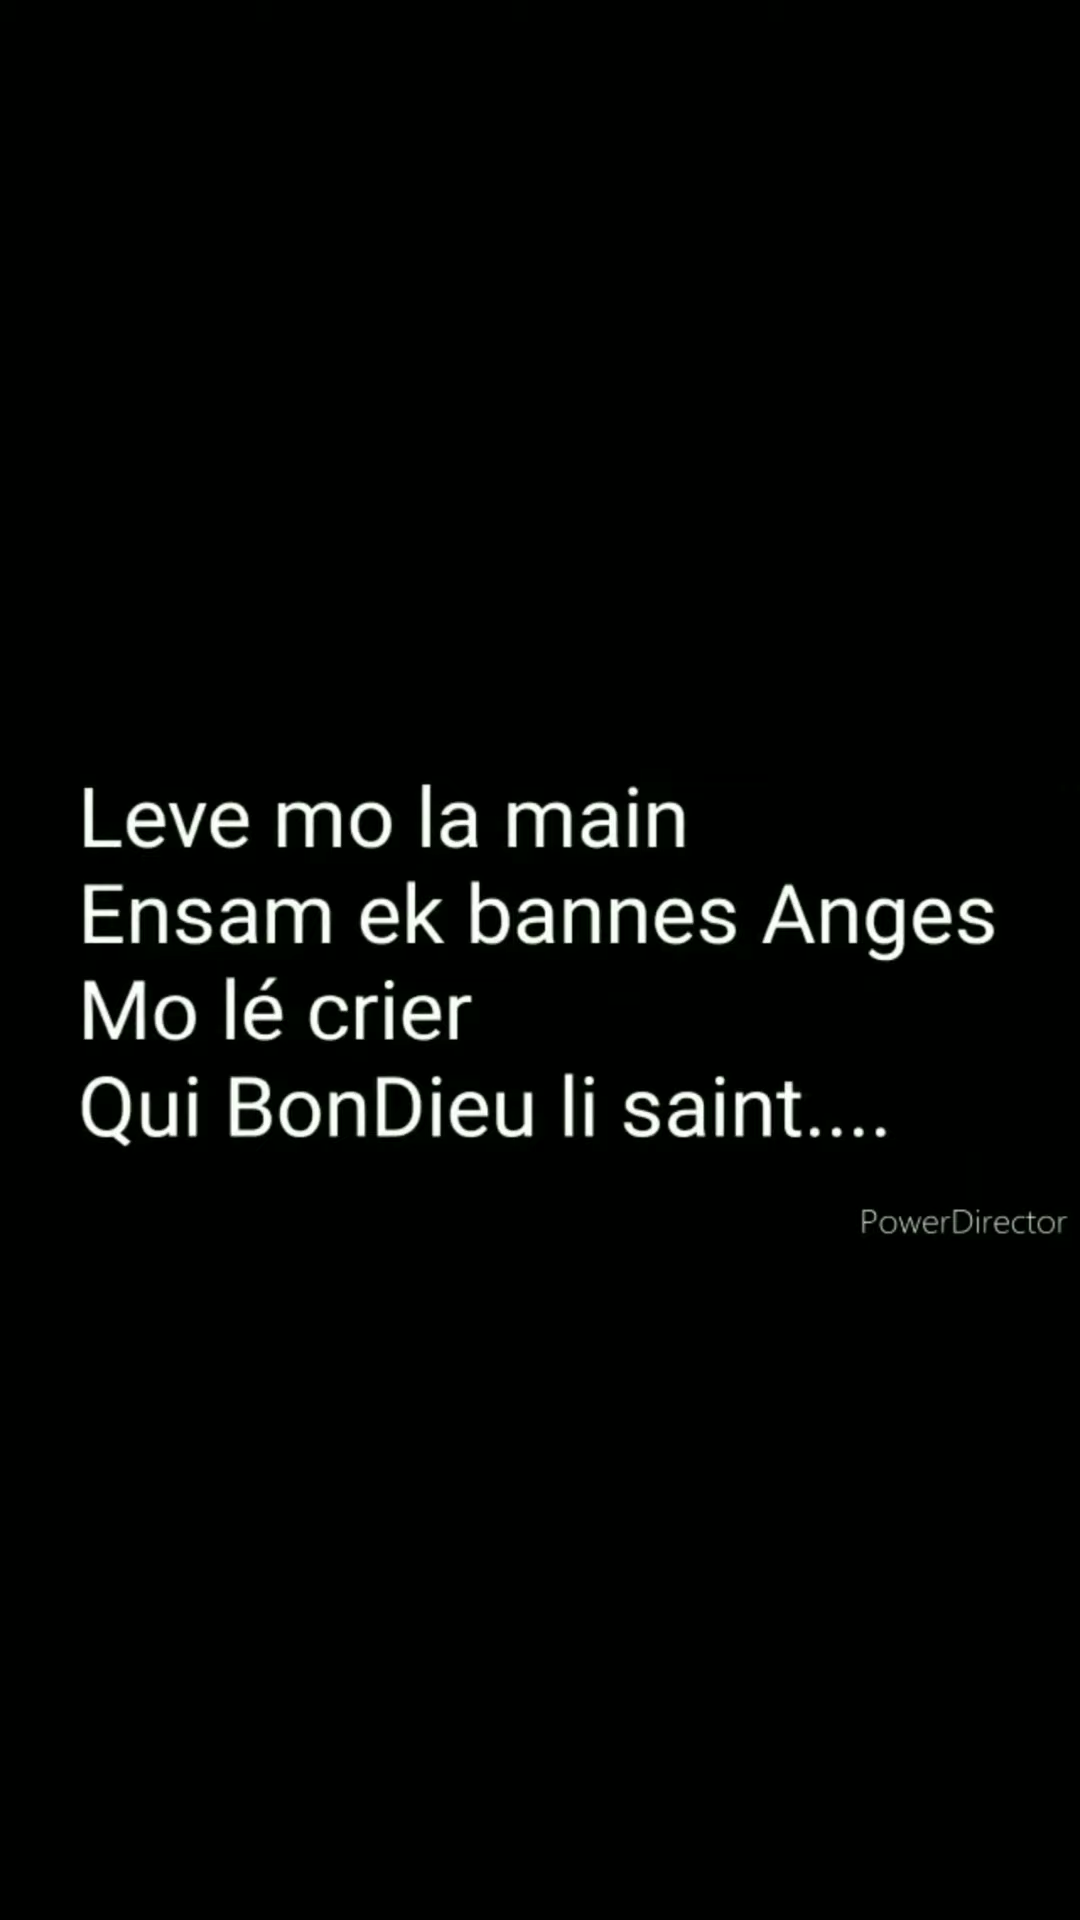 Leve mo la main
Ensam ek bannes Anges
Mo lé crier
Qui BonDieu li saint....
PowerDirector